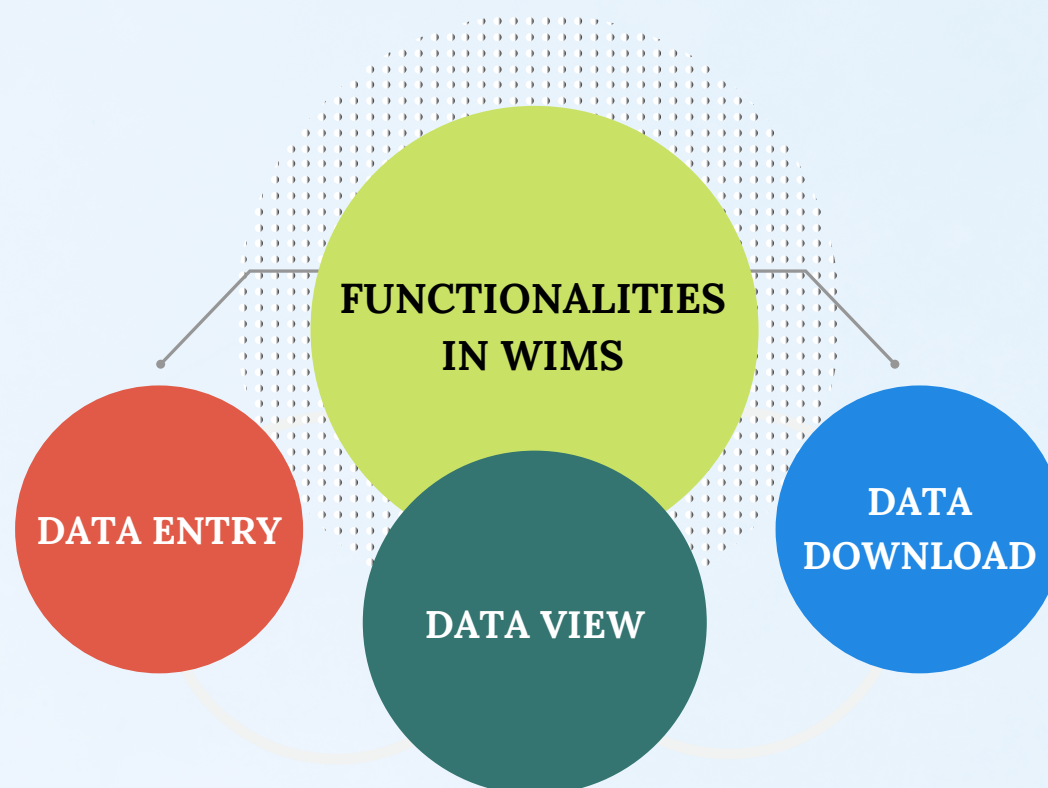 FUNCTIONALITIES
IN WIMS
DATA ENTRY
DATA VIEW
DATA
DOWNLOAD